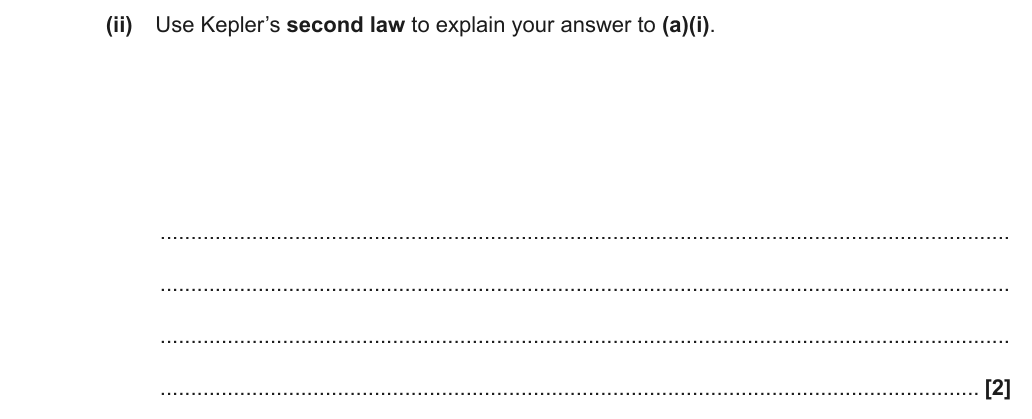 (ii) Use Kepler’s second law to explain your answer to (a)(i).
[2]